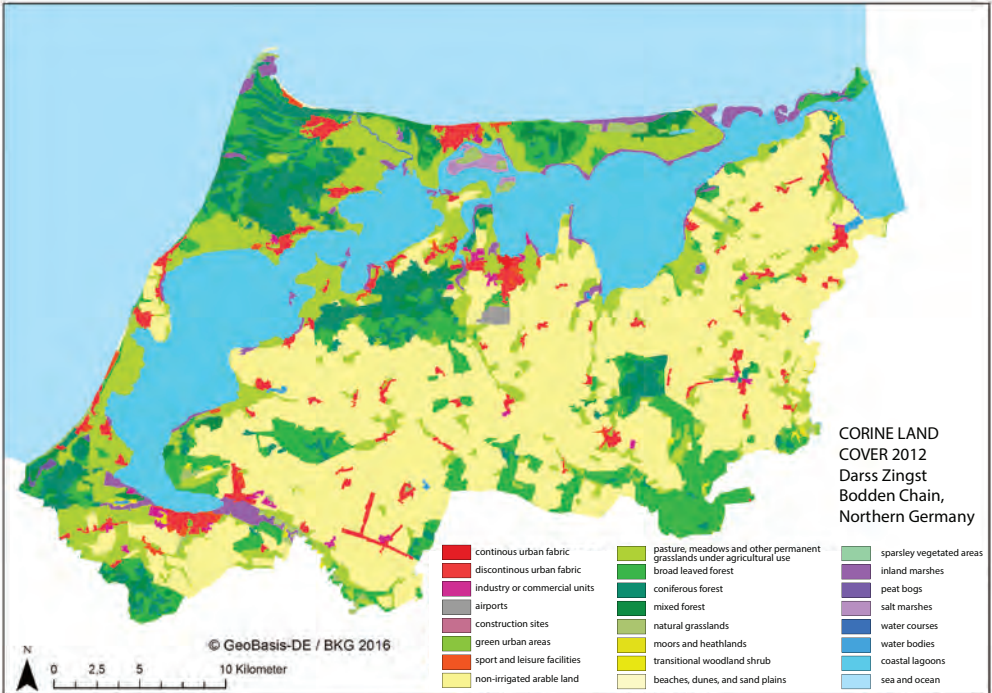 CORINE LAND
COVER 2012
Darss Zingst
Bodden Chain,
Northern Germany
continous urban fabric
discontinous urban fabric
industry or commercial units
airports
construction sites
green urban areas
sport and leisure facilities
non-irrigated arable land
pasture, meadows and other permanent
grasslands under agricultural use
broad leaved forest
coniferous forest
mixed forest
natural grasslands
moors and heathlands
transitional woodland shrub
beaches, dunes, and sand plains
sparsley vegetated areas
inland marshes
peat bogs
salt marshes
water courses
water bodies
coastal lagoons
sea and ocean
© GeoBasis-DE / BKG 2016
N
0 2,5 5 10 Kilometer